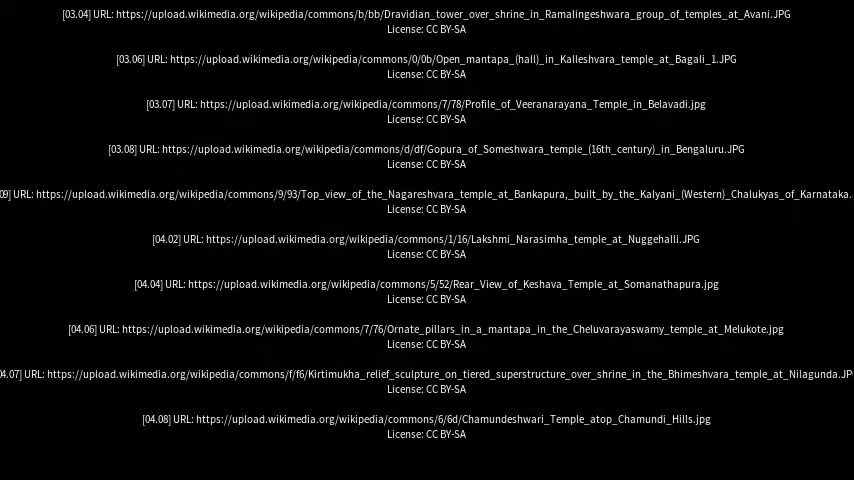 [03.04] URL: https://upload.wikimedia.org/wikipedia/commons/b/bb/Dravidian_tower_over_shrine_in_Ramalingeshwara_group_of_temples_at_Avani.JPG
License: CC BY-SA
[03.06] URL: https://upload.wikimedia.org/wikipedia/commons/0/0b/Open_mantapa_(hall)_in_Kalleshvara_temple_at_Bagali_1.JPG
License: CC BY-SA
[03.07] URL: https://upload.wikimedia.org/wikipedia/commons/7/78/Profile_of_Veeranarayana_Temple_in_Belavadi.jpg
License: CC BY-SA
[03.08] URL: https://upload.wikimedia.org/wikipedia/commons/d/df/Gopura_of_Someshwara_temple_(16th_century)_in_Bengaluru.JPG
License: CC BY-SA
09] URL: https://upload.wikimedia.org/wikipedia/commons/9/93/Top_view_of_the_Nagareshvara_temple_at_Bankapura,_built_by_the_Kalyani_(Western)_Chalukyas_of_Karnataka.
License: CC BY-SA
[04.02] URL: https://upload.wikimedia.org/wikipedia/commons/1/16/Lakshmi_Narasimha_temple_at_Nuggehalli.JPG
License: CC BY-SA
[04.04] URL: https://upload.wikimedia.org/wikipedia/commons/5/52/Rear_View_of_Keshava_Temple_at_Somanathapura.jpg
License: CC BY-SA
[04.06] URL: https://upload.wikimedia.org/wikipedia/commons/7/76/Ornate_pillars_in_a_mantapa_in_the_Cheluvarayaswamy_temple_at_Melukote.jpg
License: CC BY-SA
04.07] URL: https://upload.wikimedia.org/wikipedia/commons/f/f6/Kirtimukha_relief_sculpture_on_tiered_superstructure_over_shrine_in_the_Bhimeshvara_temple_at_Nilagunda.JP
License: CC BY-SA
[04.08] URL: https://upload.wikimedia.org/wikipedia/commons/6/6d/Chamundeshwari_Temple_atop_Chamundi_Hills.jpg
License: CC BY-SA